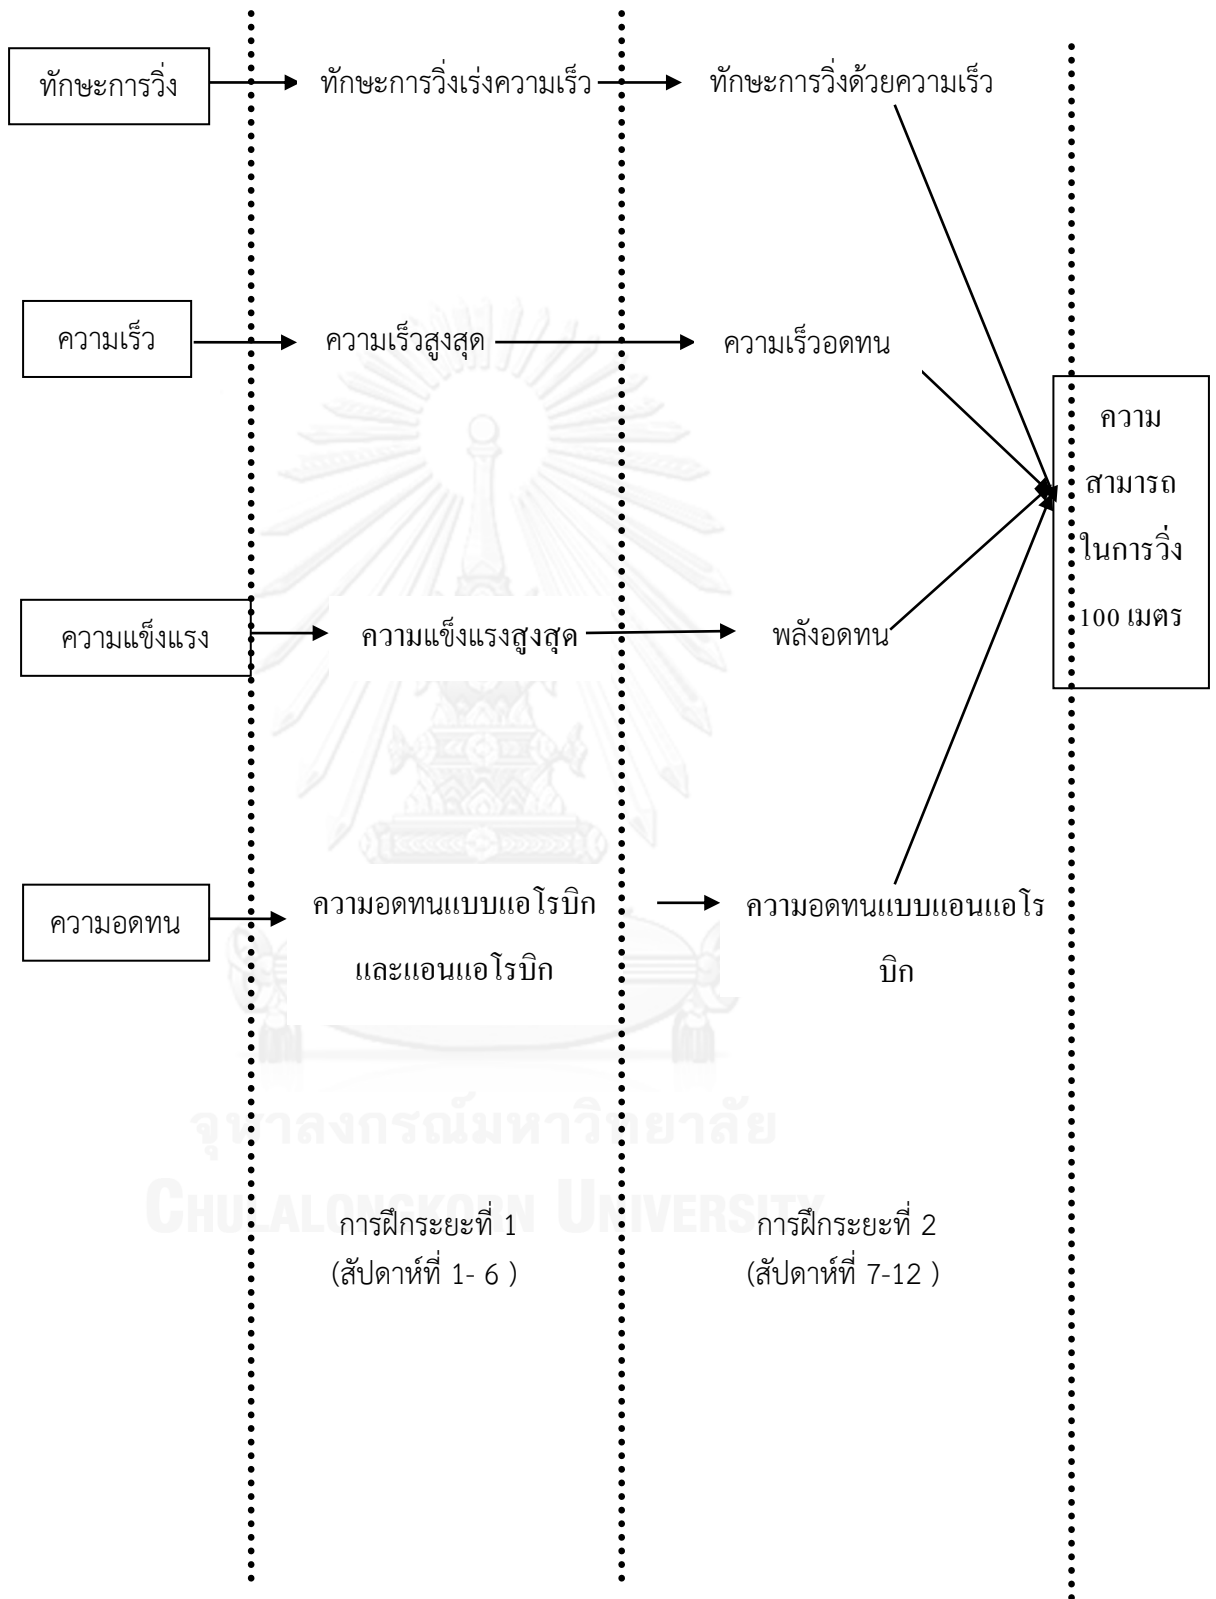 ทักษะการวิ่ง
ทักษะการวิ่งเร่งความเร็ว
ทักษะการวิ่งด้วยความเร็ว
ความเร็ว
ความเร็วสูงสุด
ความเร็วอดทน
ความ
สามารถ
ในการวิ่ง
100 เมตร
ความแข็งแรง
ความแข็งแรงสูงสุด
พลังอดทน
ความอดทน
ความอดทนแบบแอโรบิก
และแอนแอโรบิก
ความอดทนแบบแอนแอโร
บิก
จุฬาลงกรณ์มหาวิทยาลัย
CHULALONGKORN UNIVERSITY
การฝึกระยะที่ 1
(สัปดาห์ที่ 1- 6 )
การฝึกระยะที่ 2
(สัปดาห์ที่ 7-12 )